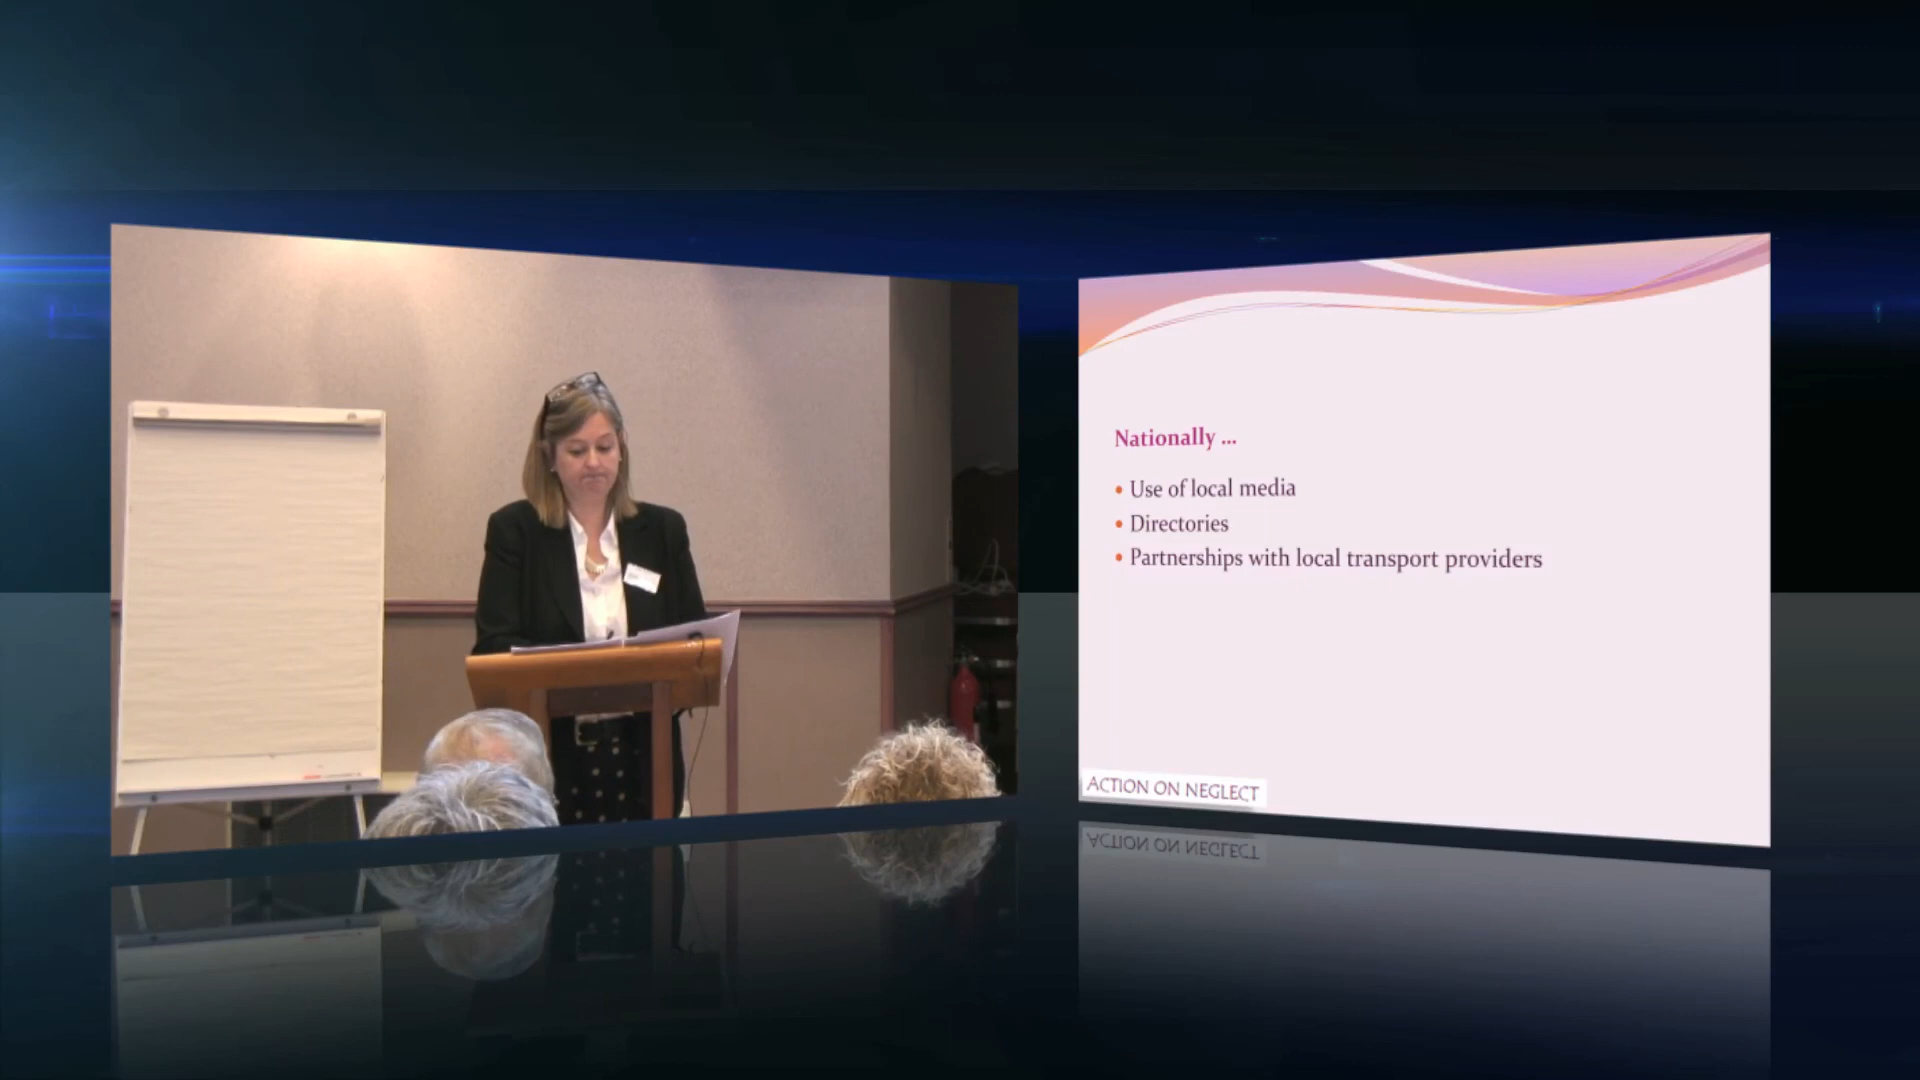 Nationally ...
• Use of local media
• Directories
• Partnerships with local transport providers
ACTION ON NEGLECT